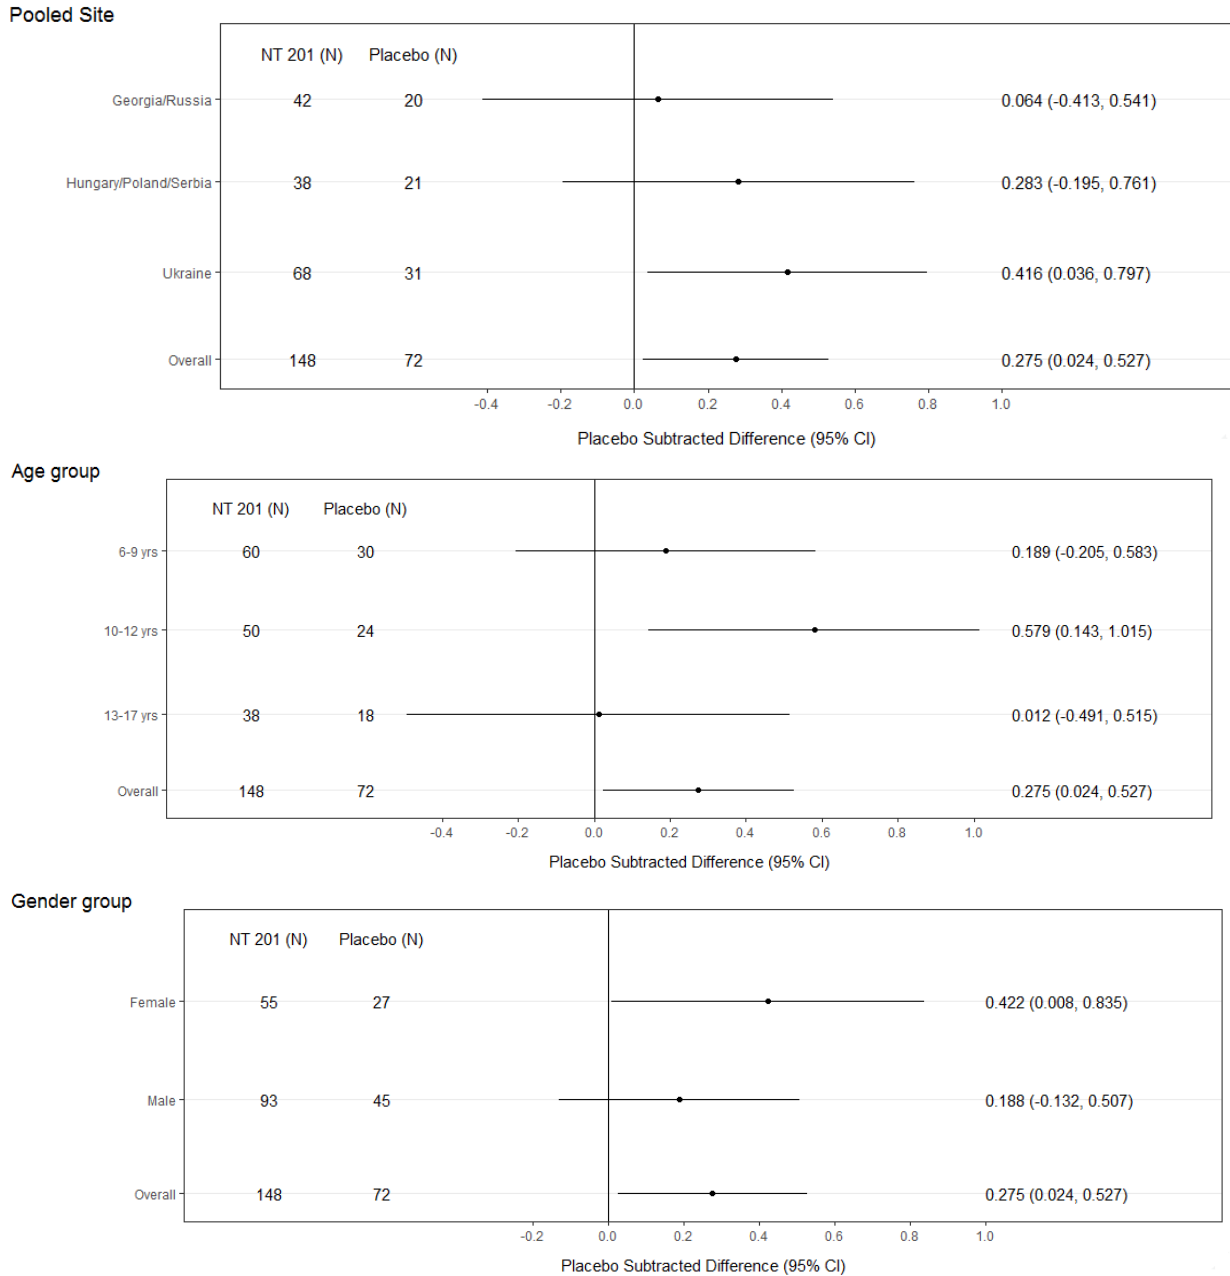 Pooled Site
NT 201 (N) Placebo (N)
Georgia/Russia 42 20 0.064 (-0.413, 0.541)
Hungary/Poland/Serbia 38 21 0.283 (-0.195, 0.761)
Ukraine 68 31 0.416 (0.036, 0.797)
Overall 148 72 0.275 (0.024, 0.527)
-0.4 -0.2 0.0 0.2 0.4 0.6 0.8 1.0
Placebo Subtracted Difference (95% CI)
Age group
NT 201 (N) Placebo (N)
6-9 yrs 60 30 0.189 (-0.205, 0.583)
10-12 yrs 50 24 0.579 (0.143, 1.015)
13-17 yrs 38 18 0.012 (-0.491, 0.515)
Overall 148 72 0.275 (0.024, 0.527)
-0.4 -0.2 0.0 0.2 0.4 0.6 0.8 1.0
Placebo Subtracted Difference (95% CI)
Gender group
NT 201 (N) Placebo (N)
Female 55 27 0.422 (0.008, 0.835)
Male 93 45 0.188 (-0.132, 0.507)
Overall 148 72 0.275 (0.024, 0.527)
-0.2 0.0 0.2 0.4 0.6 0.8 1.0
Placebo Subtracted Difference (95% CI)